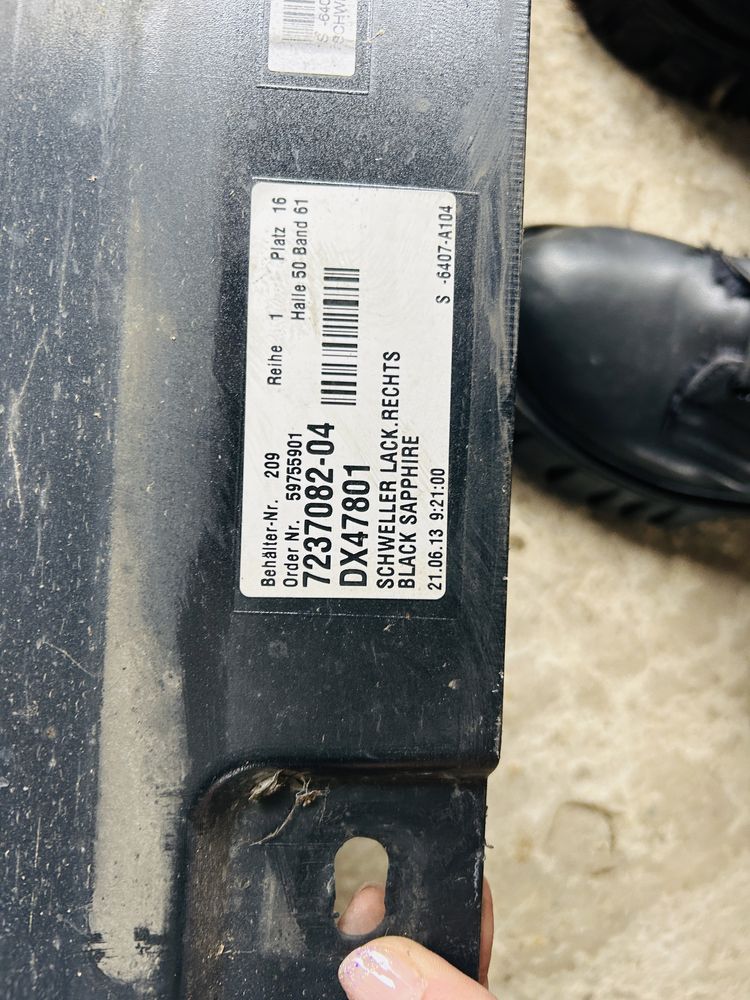 Behälter-Nr. 209 Reihe 1 Platz 16
Order Nr. 59755901 Halle 50 Band 61
7237082-04
DX47801
SCHWELLER LACK.RECHTS
BLACK SAPPHIRE
21.06.13 9:21:00 S -6407-A104